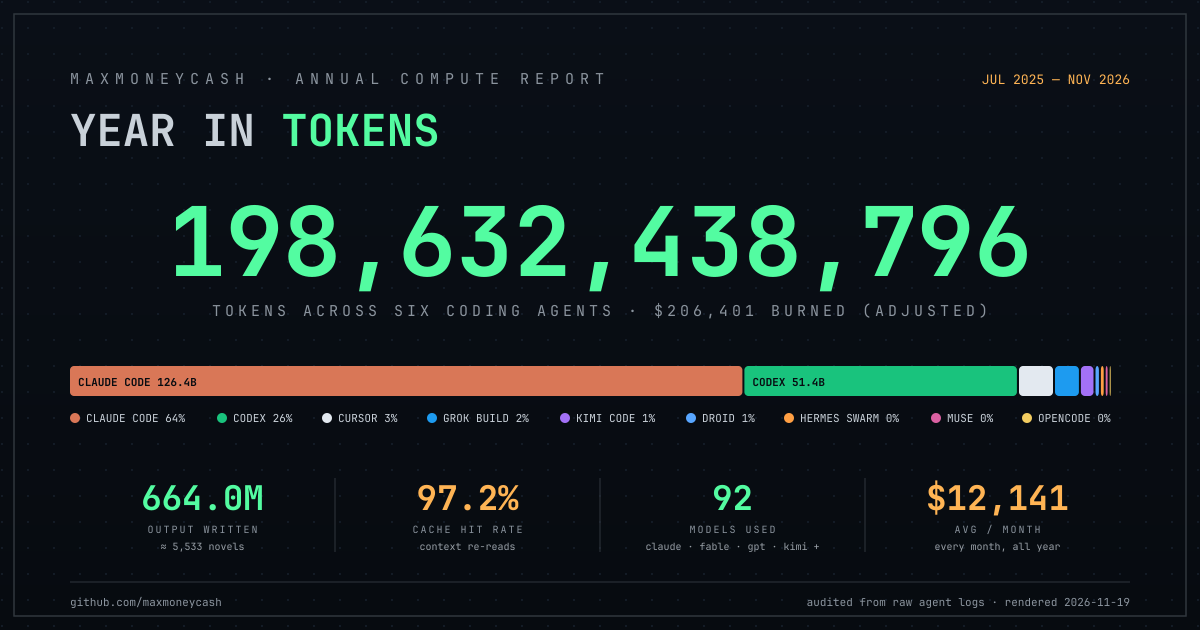 MAXMONEYCASH · ANNUAL COMPUTE REPORT
JUL 2025 — NOV 2026
YEAR IN TOKENS
198,632,438,796
TOKENS ACROSS SIX CODING AGENTS · $206,401 BURNED (ADJUSTED)
CLAUDE CODE 126.4B
CODEX 51.4B
CLAUDE CODE 64%
CODEX 26%
CURSOR 3%
GROK BUILD 2%
KIMI CODE 1%
DROID 1%
HERMES SWARM 0%
MUSE 0%
OPENCODE 0%
664.0M
OUTPUT WRITTEN
≈ 5,533 novels
97.2%
CACHE HIT RATE
context re-reads
92
MODELS USED
claude · fable · gpt · kimi +
$12,141
AVG / MONTH
every month, all year
github.com/maxmoneycash
audited from raw agent logs · rendered 2026-11-19